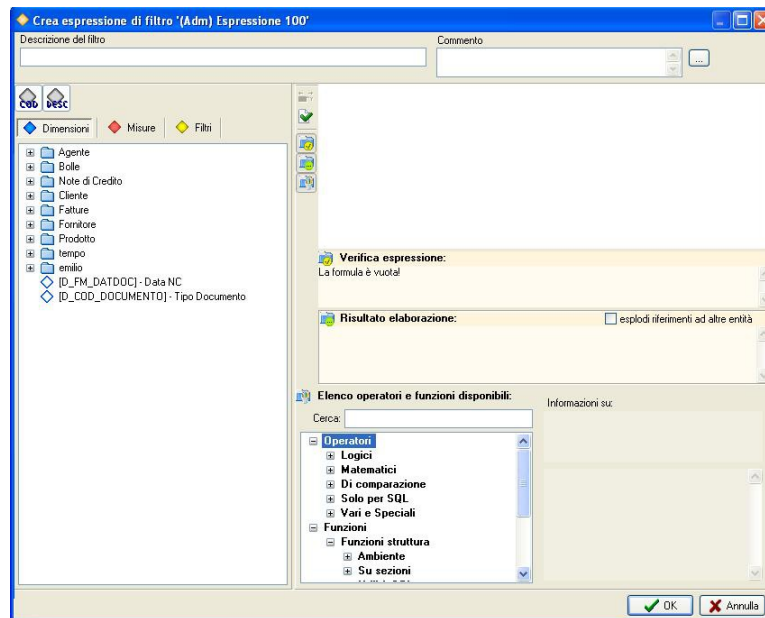 Crea espressione di filtro '(Adm) Espressione 100'
Descrizione del filtro
Commento
...
COD DESC
Dimensioni Misure Filtri
Agente
Bolle
Note di Credito
Cliente
Fatture
Fornitore
Prodotto
tempo
emilio
[D_FM_DATDOC] - Data NC
[D_COD_DOCUMENTO] - Tipo Documento
Verifica espressione:
La formula è vuota!
Risultato elaborazione:
esplodi riferimenti ad altre entità
Elenco operatori e funzioni disponibili:
Informazioni su:
Cerca:
Operatori
Logici
Matematici
Di comparazione
Solo per SQL
Vari e Speciali
Funzioni
Funzioni struttura
Ambiente
Su sezioni
OK Annulla